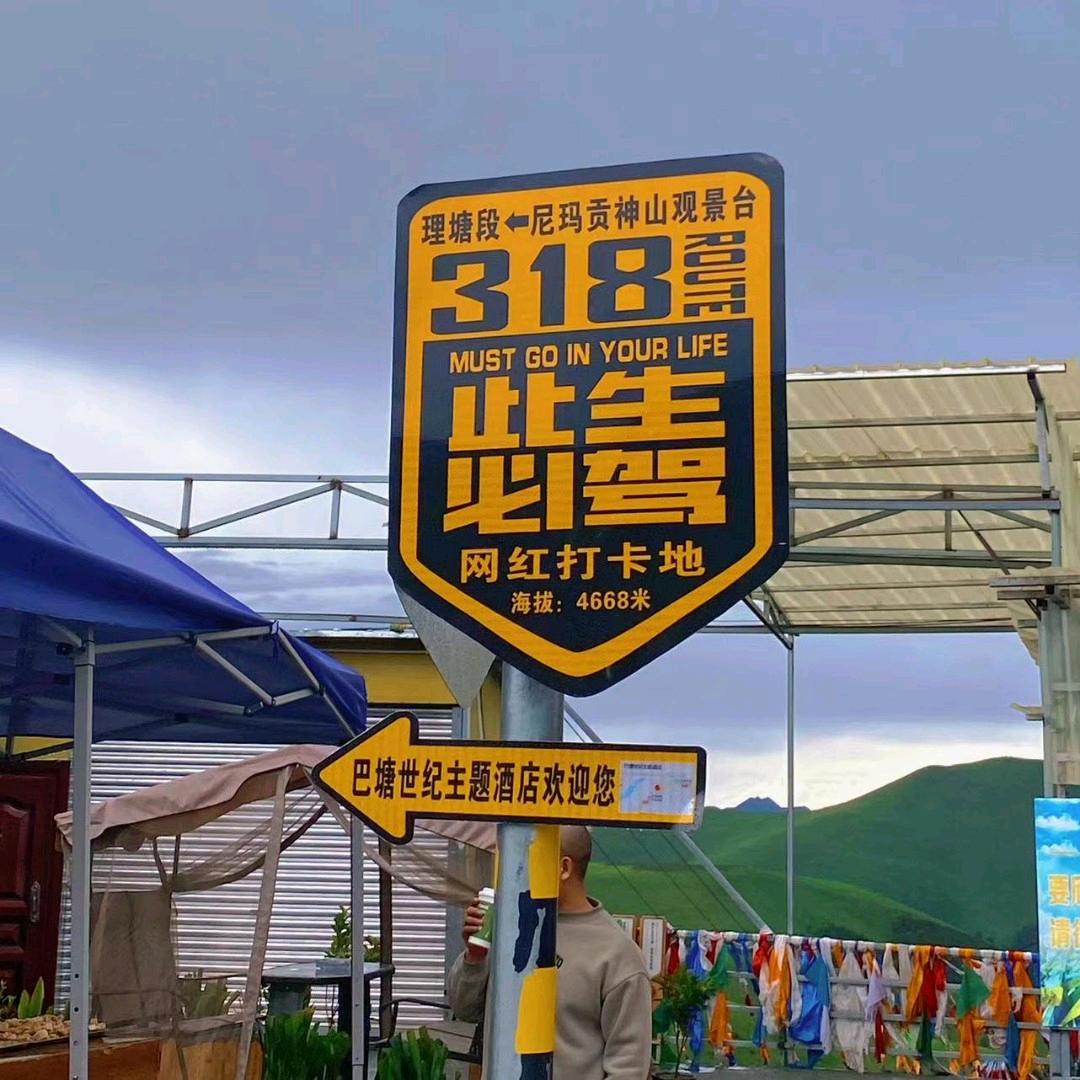 理塘段←尼玛贡神山观景台
318 ROUTE
MUST GO IN YOUR LIFE
此生
必驾
网红打卡地
海拔：4668米
巴塘世纪主题酒店欢迎您
要
请